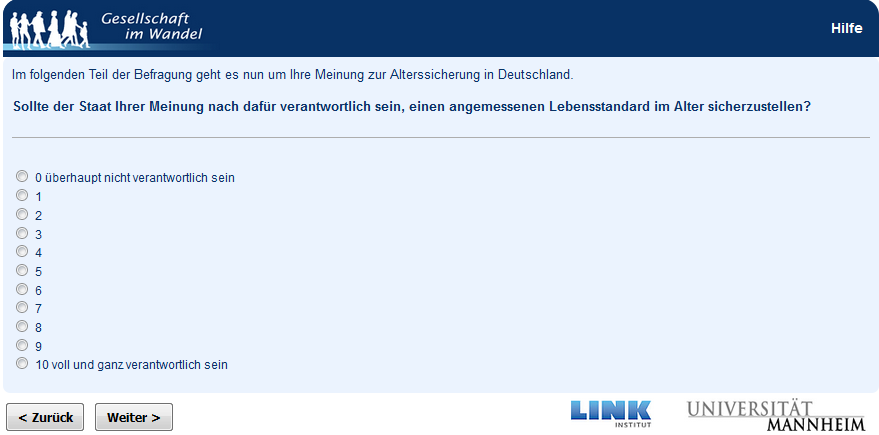 Gesellschaft
im Wandel
Hilfe
Im folgenden Teil der Befragung geht es nun um Ihre Meinung zur Alterssicherung in Deutschland.
Sollte der Staat Ihrer Meinung nach dafür verantwortlich sein, einen angemessenen Lebensstandard im Alter sicherzustellen?
0 überhaupt nicht verantwortlich sein
1
2
3
4
5
6
7
8
9
10 voll und ganz verantwortlich sein
< Zurück
Weiter >
LINK
INSTITUT
UNIVERSITÄT
MANNHEIM